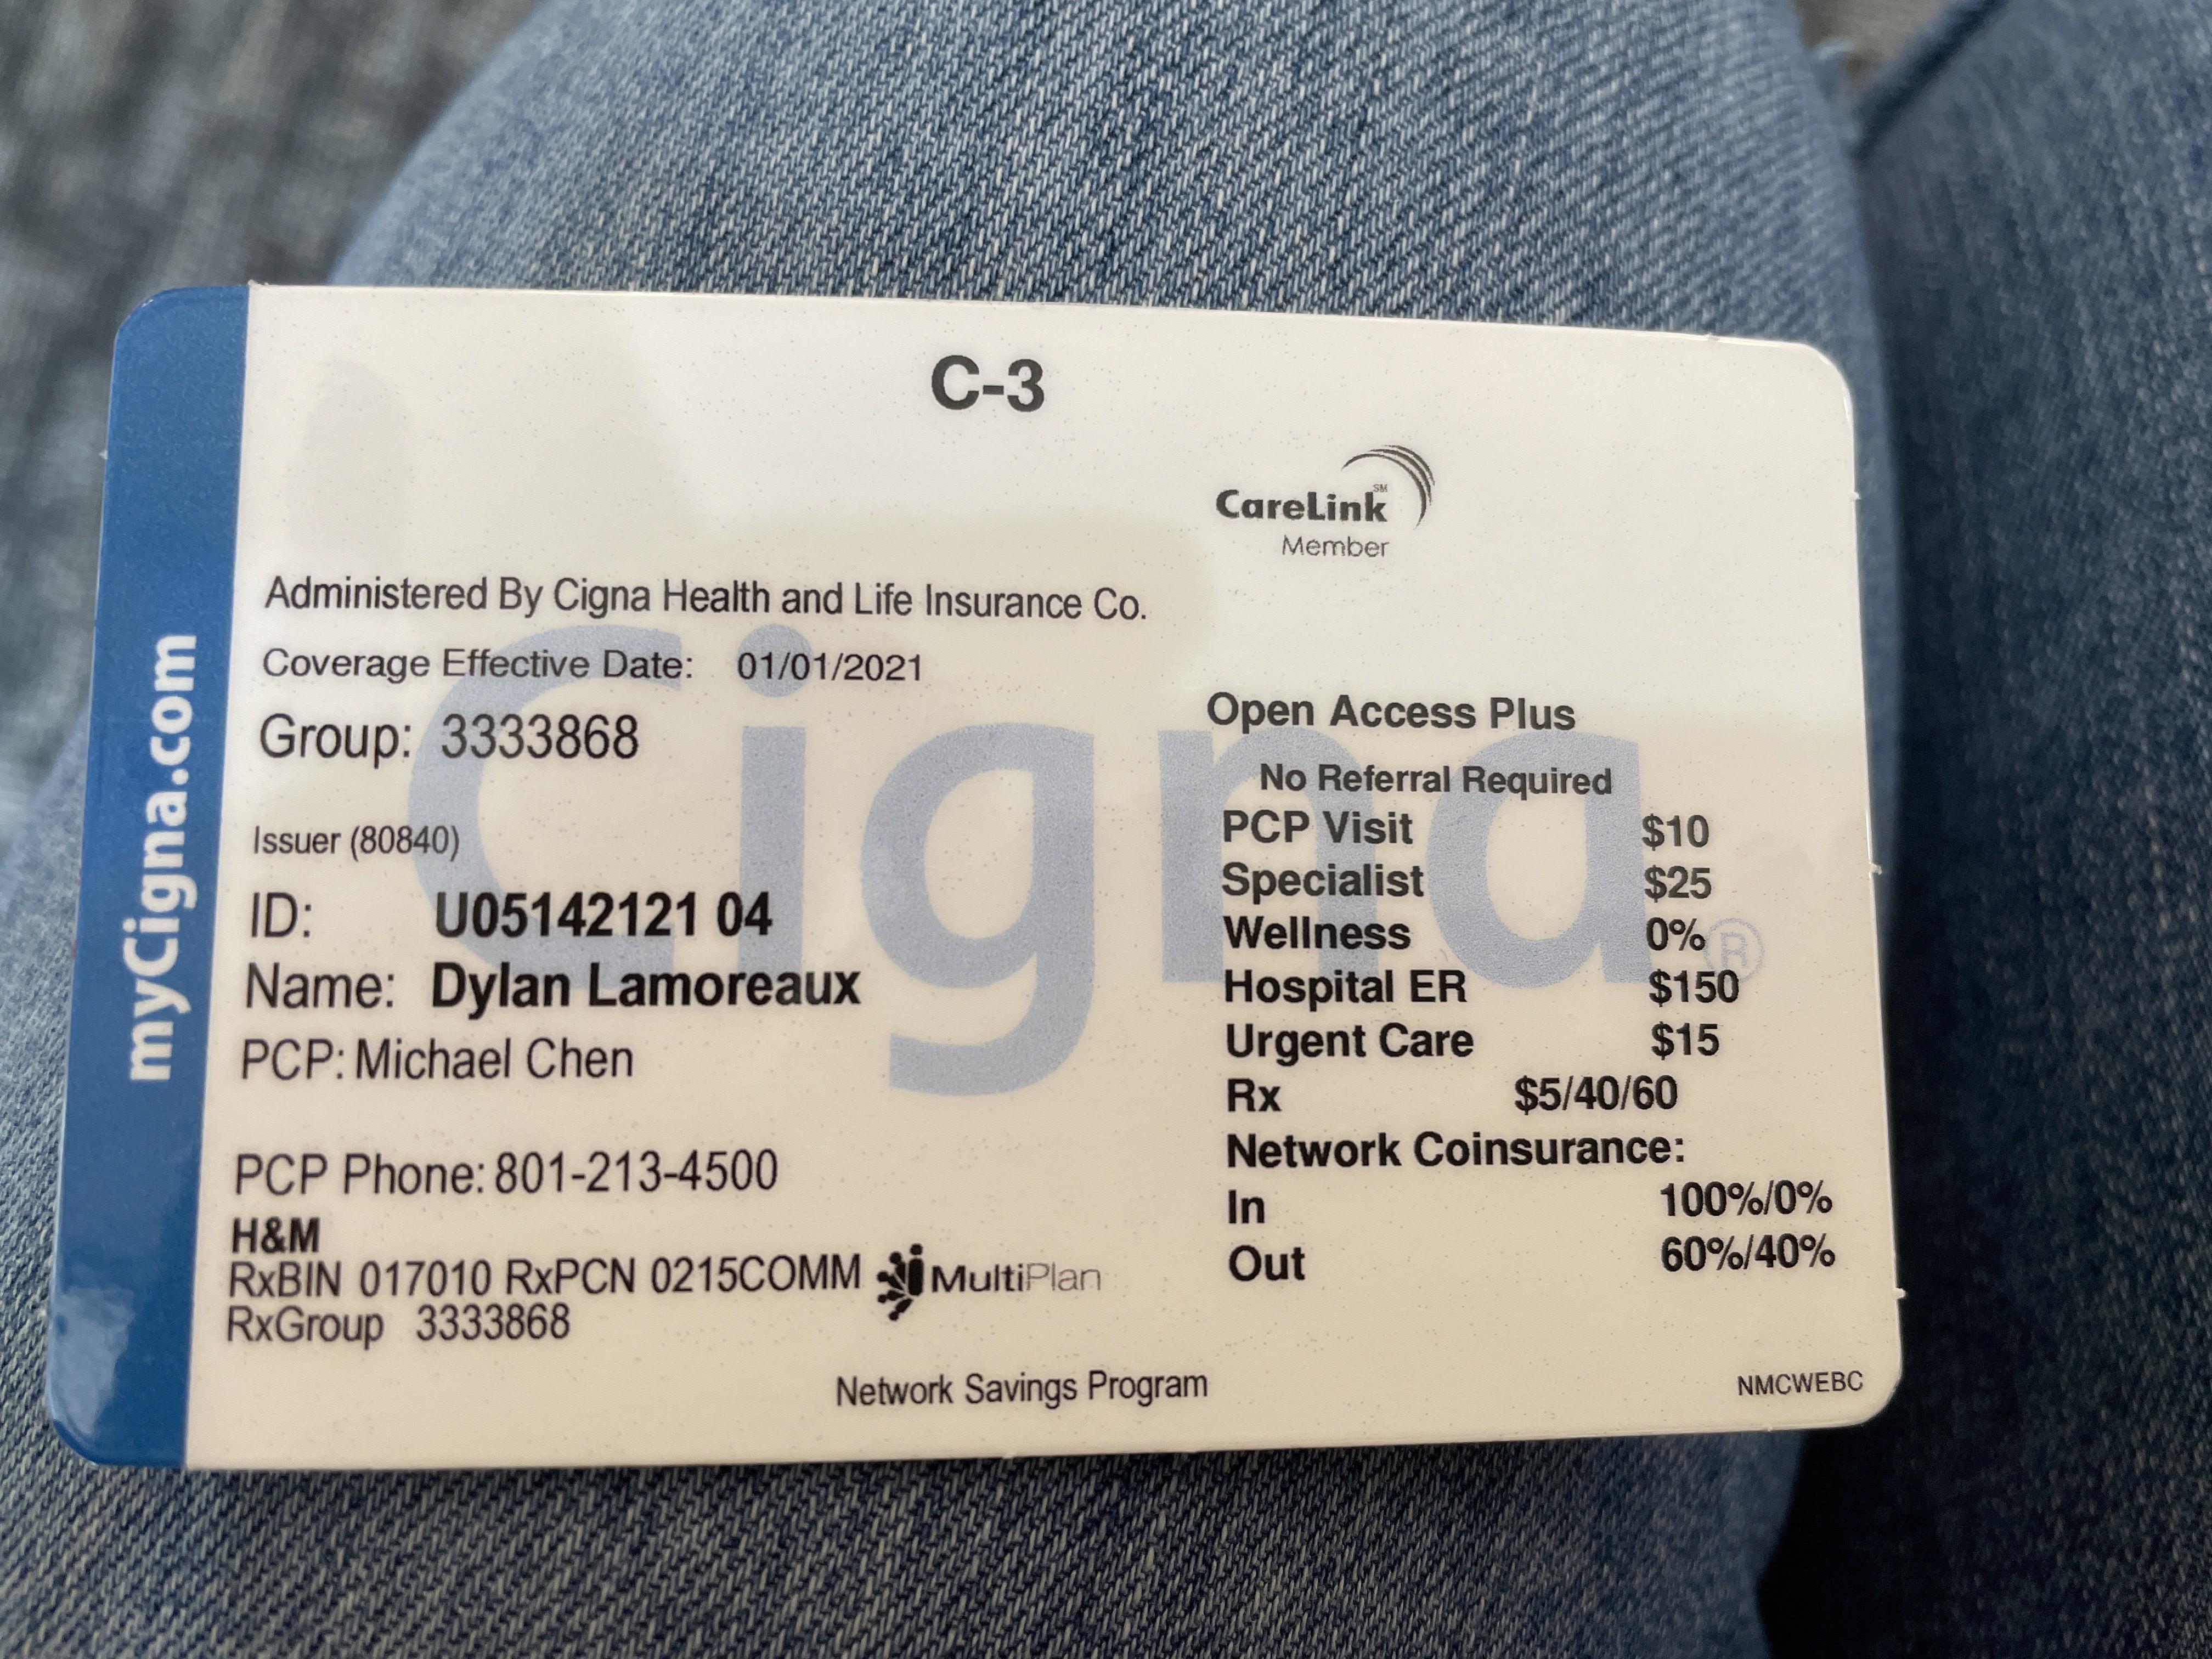 C-3
CareLink SM
Member
Administered By Cigna Health and Life Insurance Co.
Coverage Effective Date: 01/01/2021
Group: 3333868
Issuer (80840)
ID: U05142121 04
Name: Dylan Lamoreaux
PCP: Michael Chen
PCP Phone: 801-213-4500
H&M
RxBIN 017010 RxPCN 0215COMM MultiPlan
RxGroup 3333868
Open Access Plus
No Referral Required
PCP Visit $10
Specialist $25
Wellness 0%
Hospital ER $150
Urgent Care $15
Rx $5/40/60
Network Coinsurance:
In 100%/0%
Out 60%/40%
Network Savings Program
NMCWEBC
myCigna.com
Cigna®